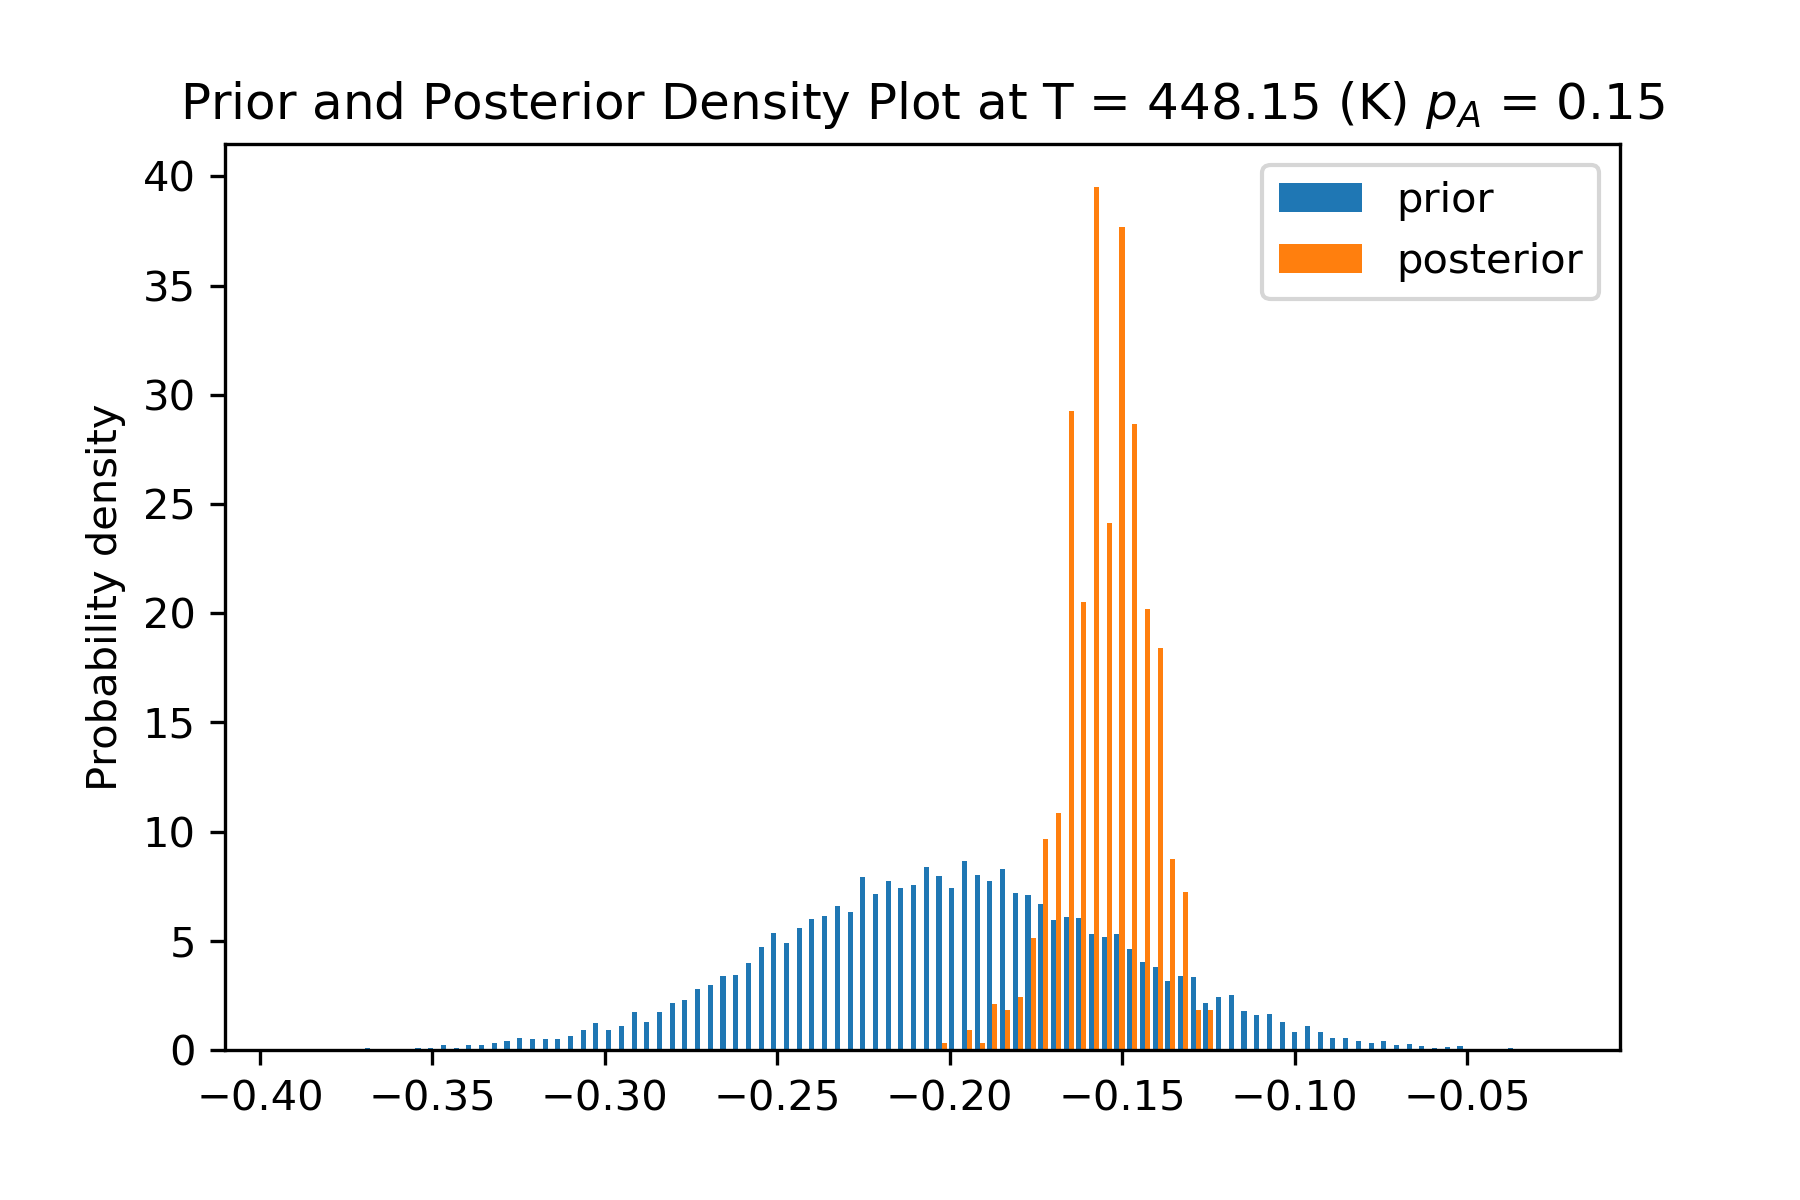 Prior and Posterior Density Plot at T = 448.15 (K) p_A = 0.15
prior
posterior
Probability density
40
35
30
25
20
15
10
5
0
−0.40 −0.35 −0.30 −0.25 −0.20 −0.15 −0.10 −0.05